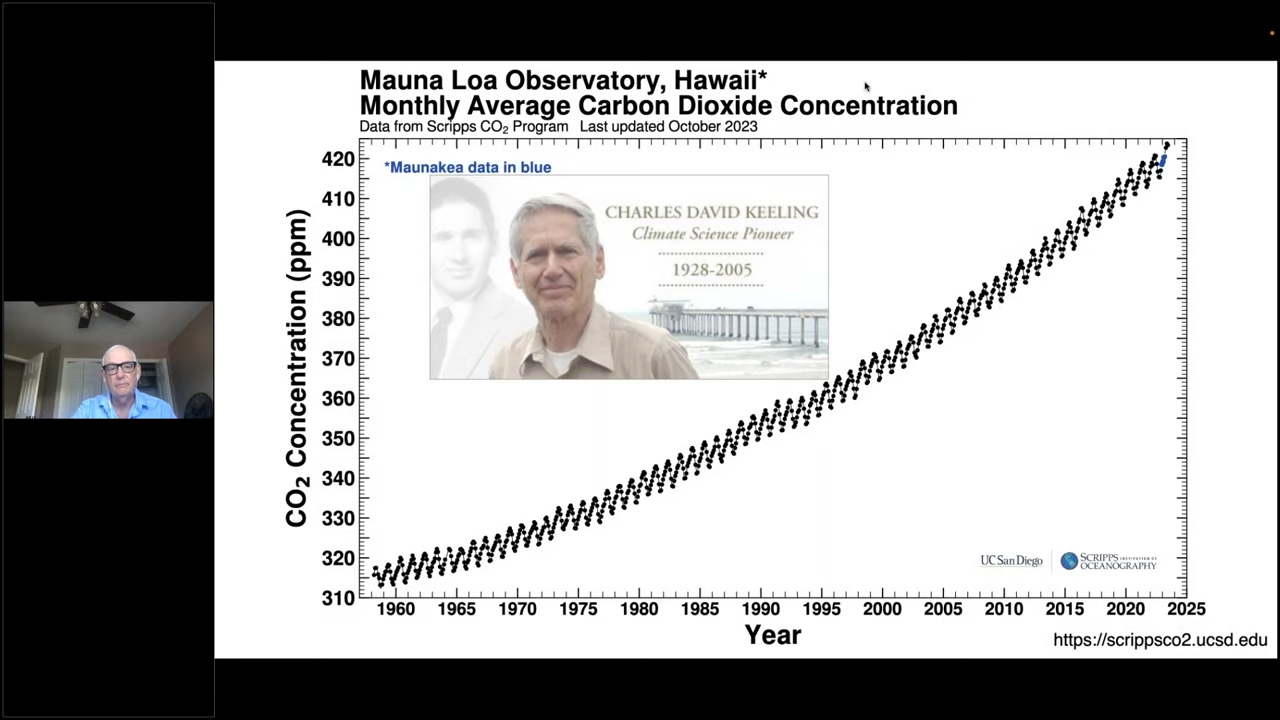 Mauna Loa Observatory, Hawaii*
Monthly Average Carbon Dioxide Concentration
Data from Scripps CO₂ Program Last updated October 2023
*Maunakea data in blue
CHARLES DAVID KEELING
Climate Science Pioneer
1928-2005
CO₂ Concentration (ppm)
420
410
400
390
380
370
360
350
340
330
320
310
UC San Diego
SCRIPPS INSTITUTION OF
OCEANOGRAPHY
1960 1965 1970 1975 1980 1985 1990 1995 2000 2005 2010 2015 2020 2025
Year
https://scrippsco2.ucsd.edu